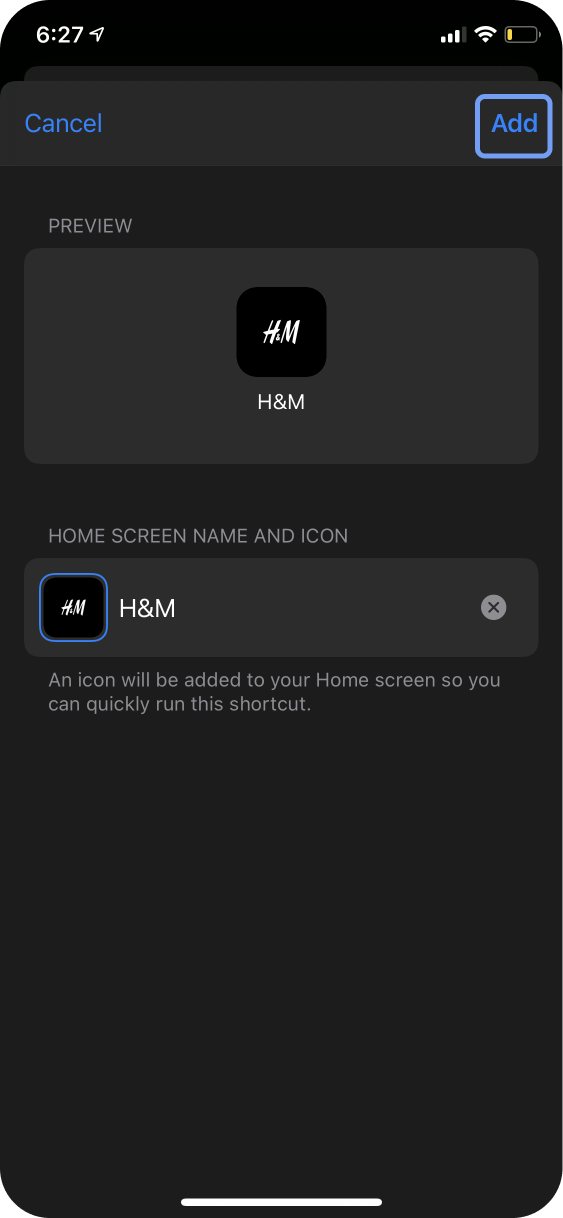 6:27
Cancel
Add
PREVIEW
H&M
H&M
HOME SCREEN NAME AND ICON
H&M
H&M
An icon will be added to your Home screen so you
can quickly run this shortcut.